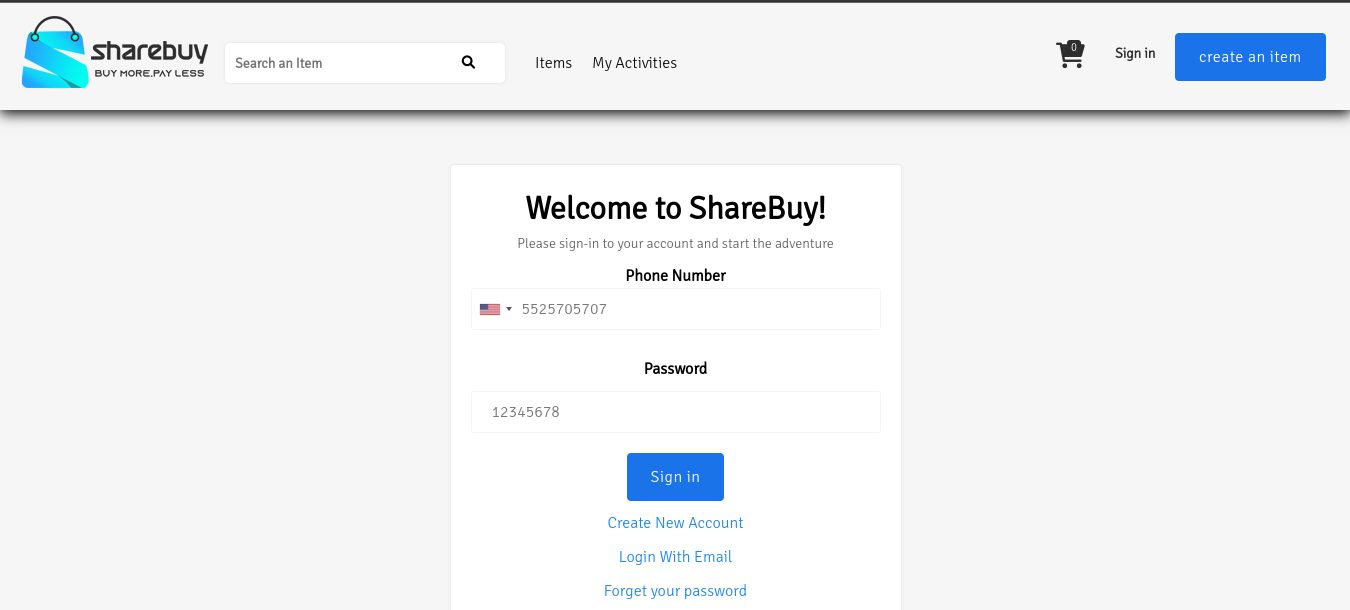 sharebuy
BUY MORE.PAY LESS
Search an Item
Items
My Activities
0
Sign in
create an item
Welcome to ShareBuy!
Please sign-in to your account and start the adventure
Phone Number
5525705707
Password
12345678
Sign in
Create New Account
Login With Email
Forget your password